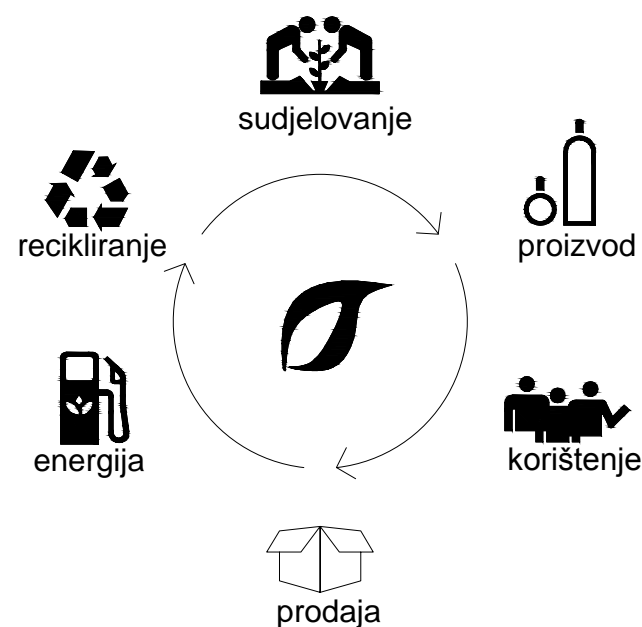 sudjelovanje
proizvod
korištenje
prodaja
energija
recikliranje